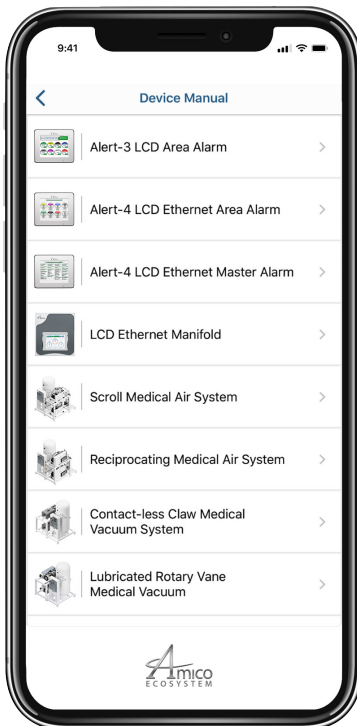 9:41
Device Manual
Alert-3 LCD Area Alarm
Alert-4 LCD Ethernet Area Alarm
Alert-4 LCD Ethernet Master Alarm
LCD Ethernet Manifold
Scroll Medical Air System
Reciprocating Medical Air System
Contact-less Claw Medical
Vacuum System
Lubricated Rotary Vane
Medical Vacuum
Amico
ECOSYSTEM